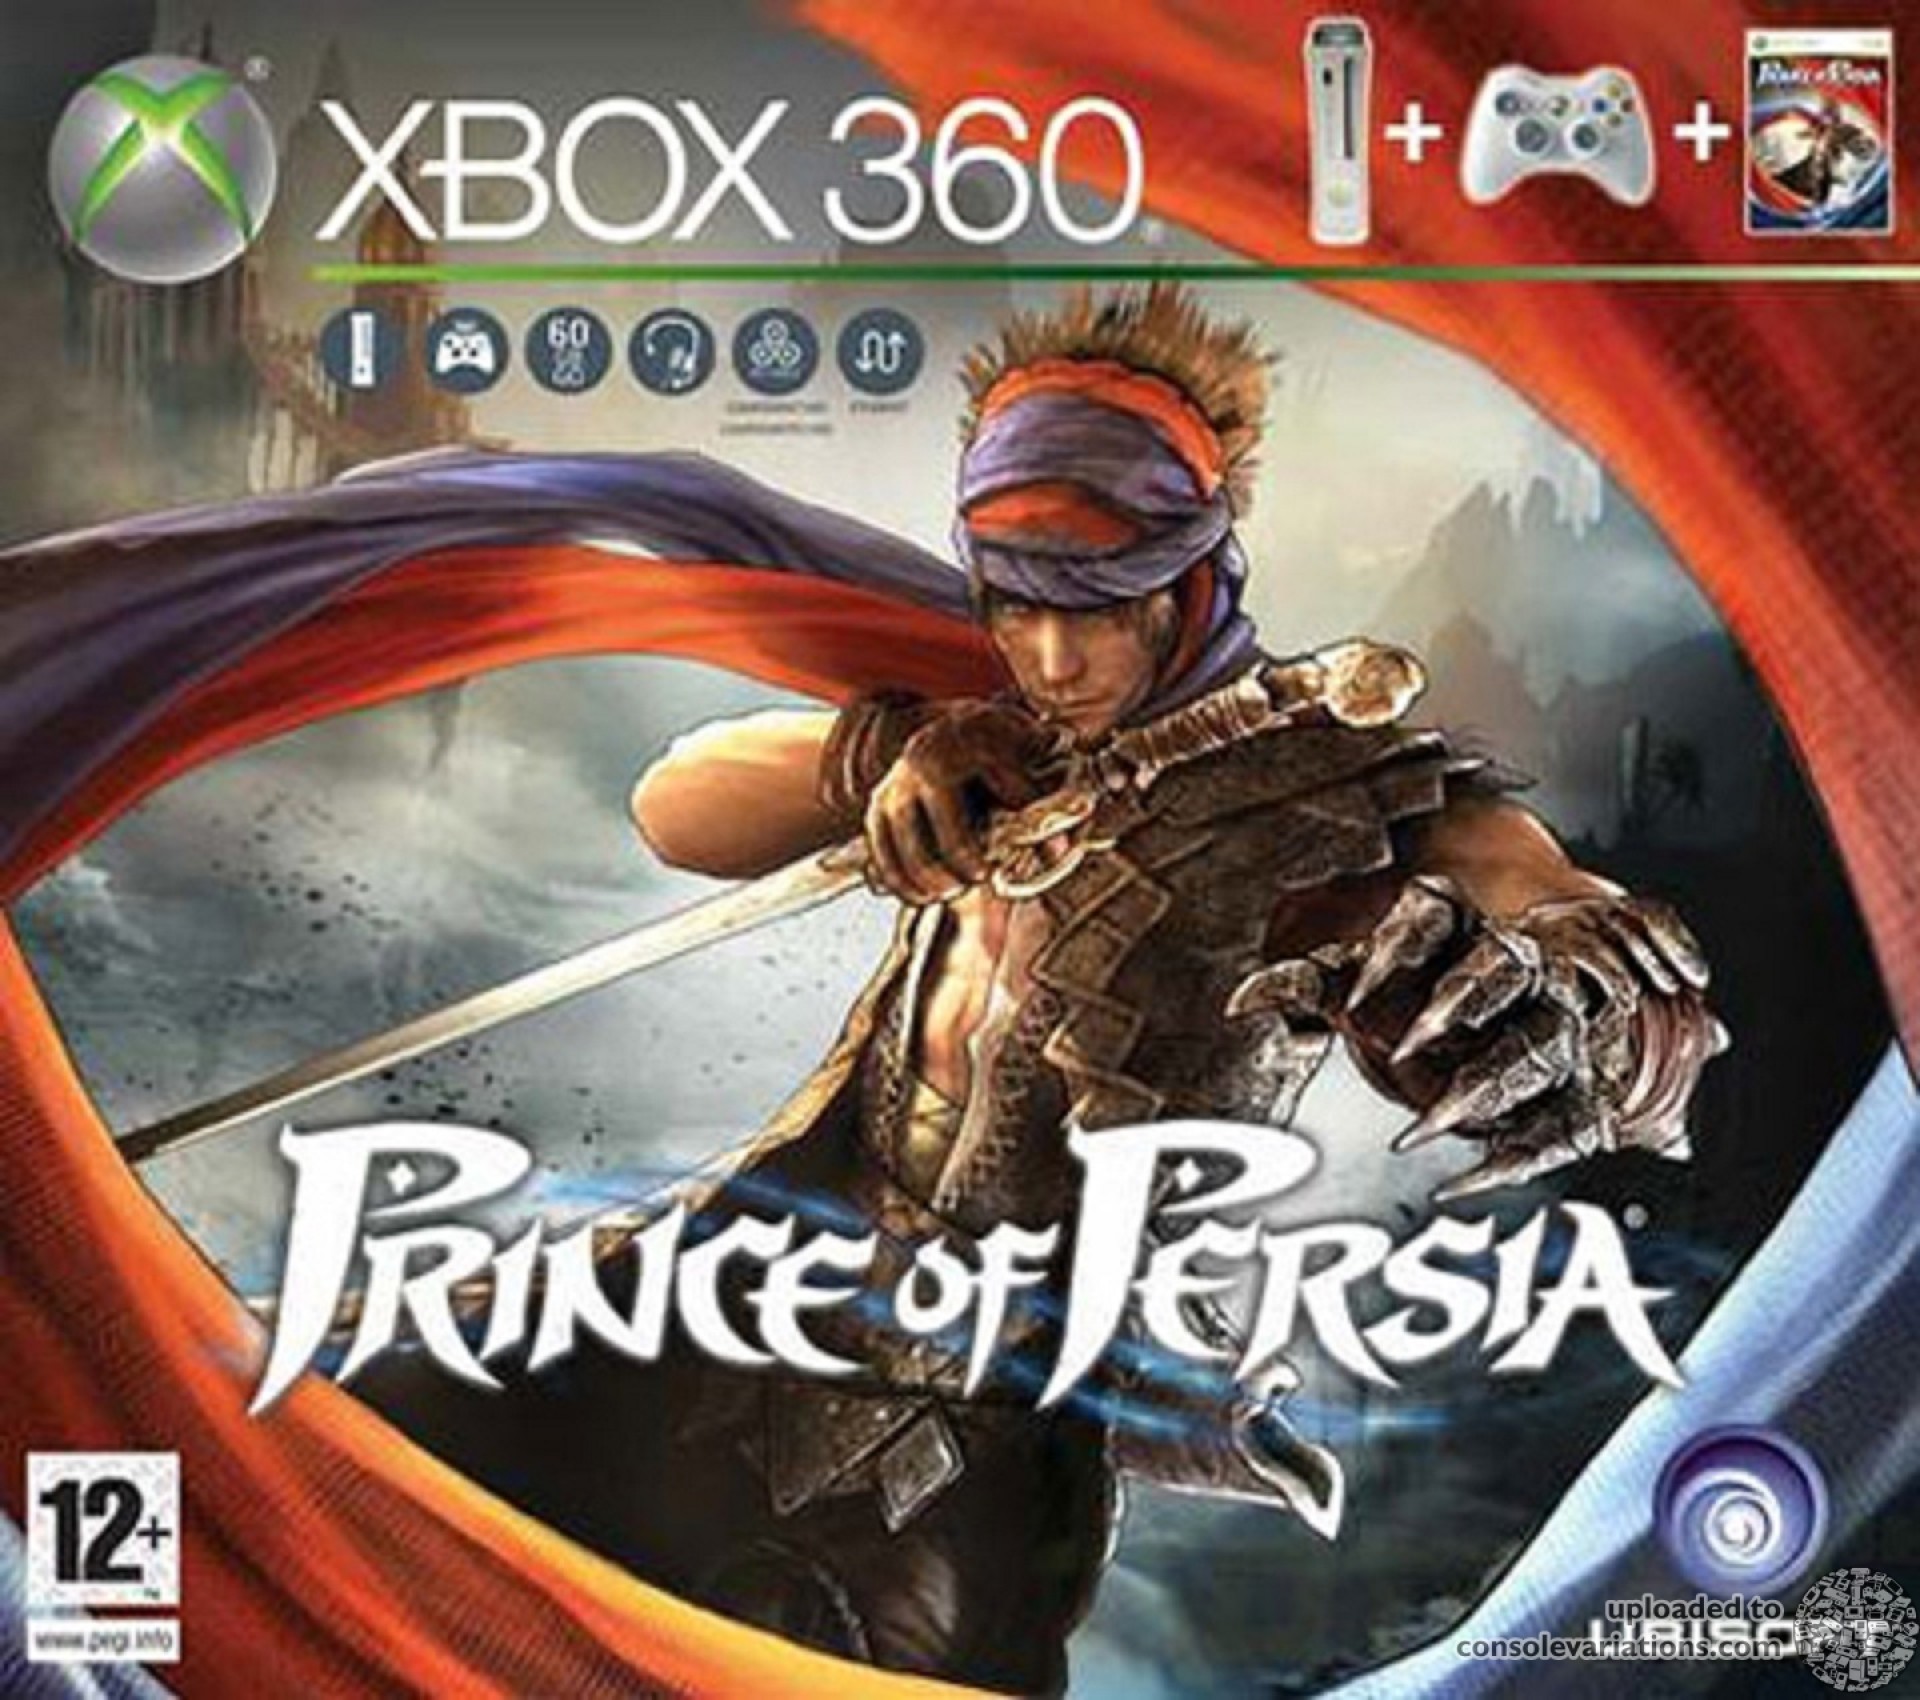 XBOX 360
60
PRINCE OF PERSIA
12+
www.pegi.info
uploaded to
consolevariations.com